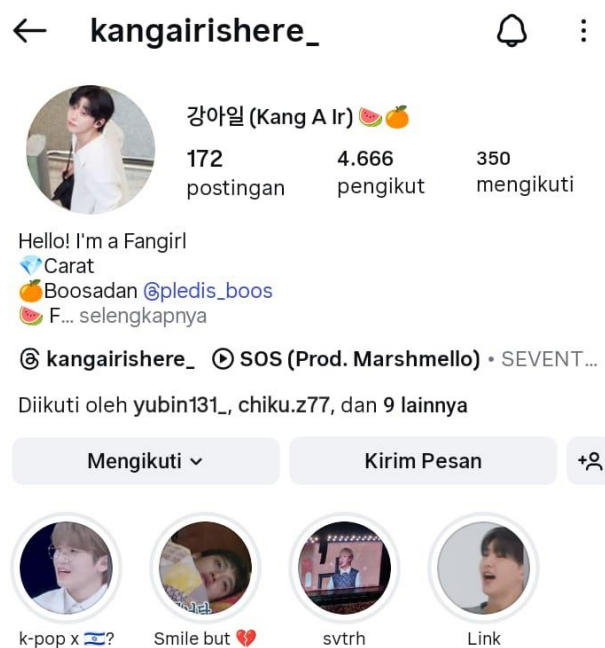 kangairishere_
강아일 (Kang A Ir) 🍉🍊
172 4.666 350
postingan pengikut mengikuti
Hello! I'm a Fangirl
💎Carat
🍊Boosadan @pledis_boos
🍉 F... selengkapnya
kangairishere_ SOS (Prod. Marshmello) • SEVENT...
Diikuti oleh yubin131_, chiku.z77, dan 9 lainnya
Mengikuti Kirim Pesan
k-pop x 🇮🇱? Smile but 💔 svtrh Link